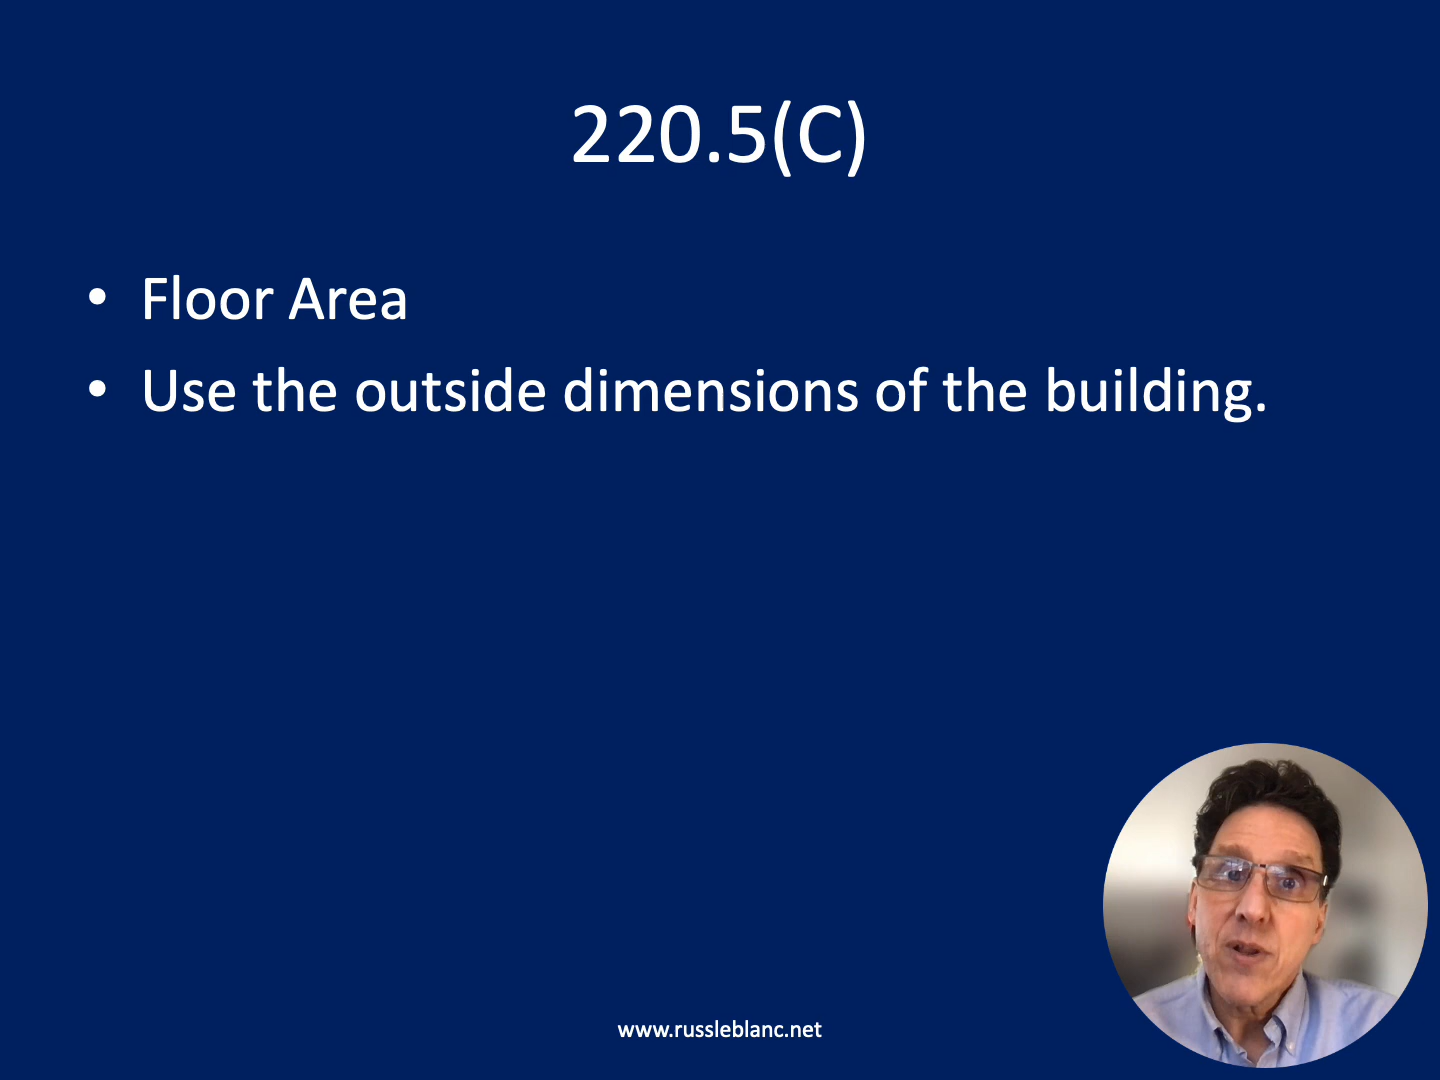 220.5(C)
• Floor Area
• Use the outside dimensions of the building.
www.russleblanc.net